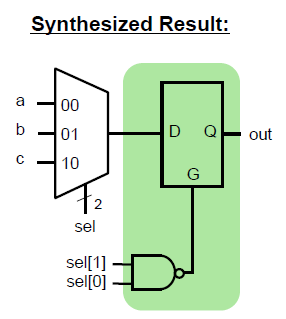 Synthesized Result:
a 00
b 01 D Q out
c 10
G
2
sel
sel[1]
sel[0]